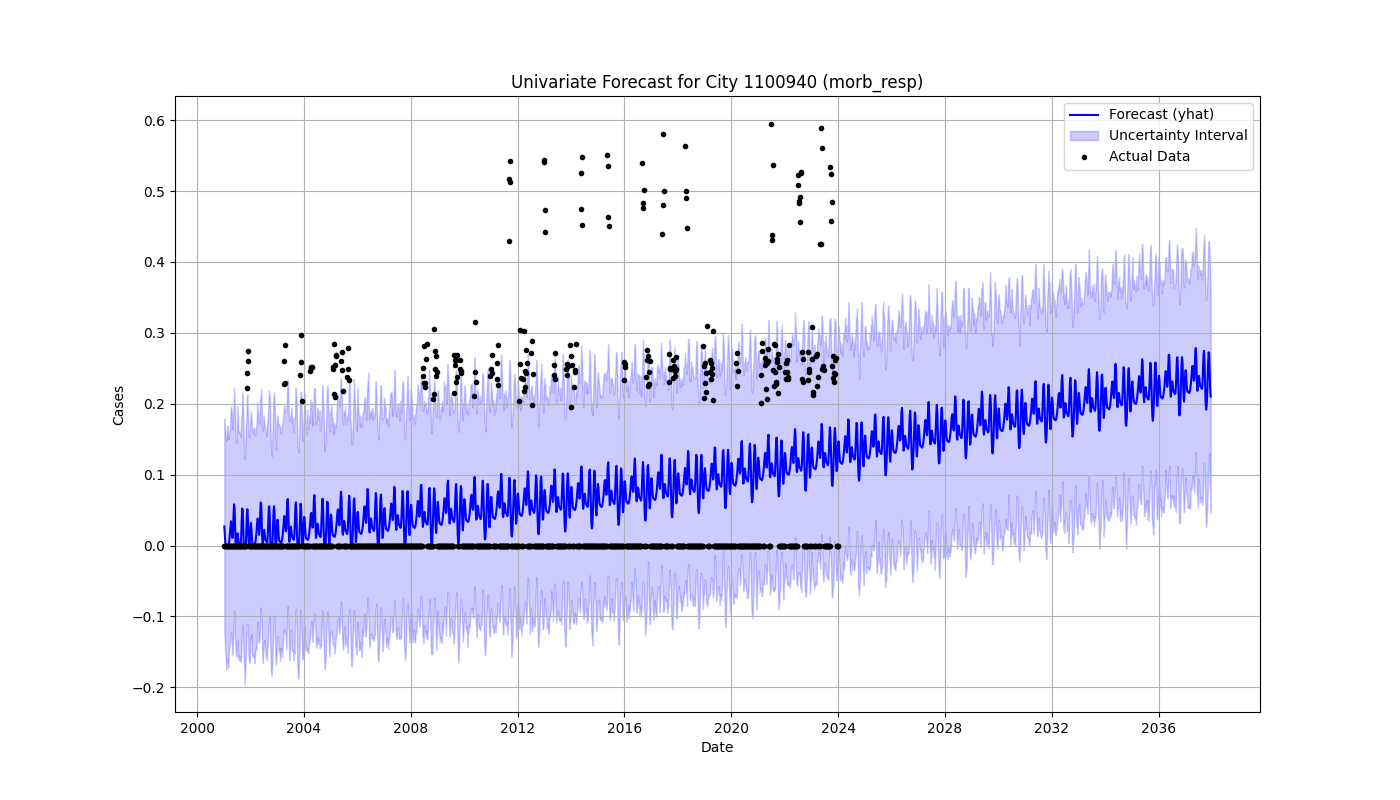 Univariate Forecast for City 1100940 (morb_resp)
Forecast (yhat)
Uncertainty Interval
Actual Data
0.6
0.5
0.4
0.3
0.2
0.1
0.0
−0.1
−0.2
Cases
2000 2004 2008 2012 2016 2020 2024 2028 2032 2036
Date